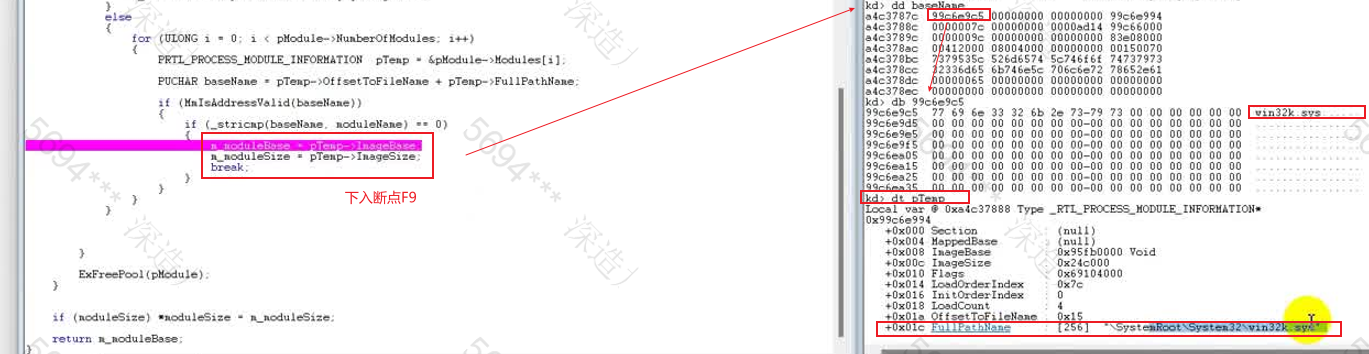 }
else
{
for (ULONG i = 0; i < pModule->NumberOfModules; i++)
{
PRTL_PROCESS_MODULE_INFORMATION pTemp = &pModule->Modules[i];
PUCHAR baseName = pTemp->OffsetToFileName + pTemp->FullPathName;
if (MmIsAddressValid(baseName))
{
if (_stricmp(baseName, moduleName) == 0)
{
m_moduleBase = pTemp->ImageBase;
m_moduleSize = pTemp->ImageSize;
break;
}
}
}
下入断点F9
}
ExFreePool(pModule);
}
if (moduleSize) *moduleSize = m_moduleSize;
return m_moduleBase;
}
kd> dd baseName
a4c3787c 99c6e9c5 00000000 00000000 99c6e994
a4c3788c 0000007c 00000000 0000ad14 99c66000
a4c3789c 0000009c 00000000 00000000 83e08000
a4c378ac 00412000 08004000 00000000 00150070
a4c378bc 7379535c 526d6574 5c746f6f 74737973
a4c378cc 32336d65 6b746e5c 706c6e72 78652e61
a4c378dc 00000065 00000000 00000000 00000000
a4c378ec 00000000 00000000 00000000 00000000
kd> db 99c6e9c5
99c6e9c5 77 69 6e 33 32 6b 2e 73-79 73 00 00 00 00 00 00 win32k.sys......
99c6e9d5 00 00 00 00 00 00 00 00-00 00 00 00 00 00 00 00 ................
99c6e9e5 00 00 00 00 00 00 00 00-00 00 00 00 00 00 00 00 ................
99c6e9f5 00 00 00 00 00 00 00 00-00 00 00 00 00 00 00 00 ................
99c6ea05 00 00 00 00 00 00 00 00-00 00 00 00 00 00 00 00 ................
99c6ea15 00 00 00 00 00 00 00 00-00 00 00 00 00 00 00 00 ................
99c6ea25 00 00 00 00 00 00 00 00-00 00 00 00 00 00 00 00 ................
99c6ea35 00 00 00 00 00 00 00 00-00 00 00 00 00 00 00 00 ................
kd> dt pTemp
Local var @ 0xa4c37888 Type _RTL_PROCESS_MODULE_INFORMATION*
0x99c6e994
+0x000 Section : (null)
+0x004 MappedBase : (null)
+0x008 ImageBase : 0x95fb0000 Void
+0x00c ImageSize : 0x24c000
+0x010 Flags : 0x69104000
+0x014 LoadOrderIndex : 0x7c
+0x016 InitOrderIndex : 0
+0x018 LoadCount : 4
+0x01a OffsetToFileName : 0x15
+0x01c FullPathName : [256] "\SystemRoot\System32\win32k.sys"
5694***
深造
5694***
深造
5694***
深造